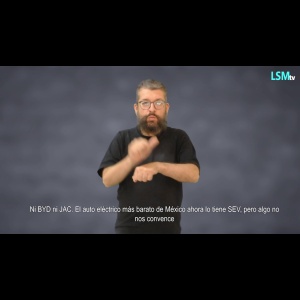 LSMtv
Ni BYD ni JAC. El auto eléctrico más barato de México ahora lo tiene SEV, pero algo no
nos convence